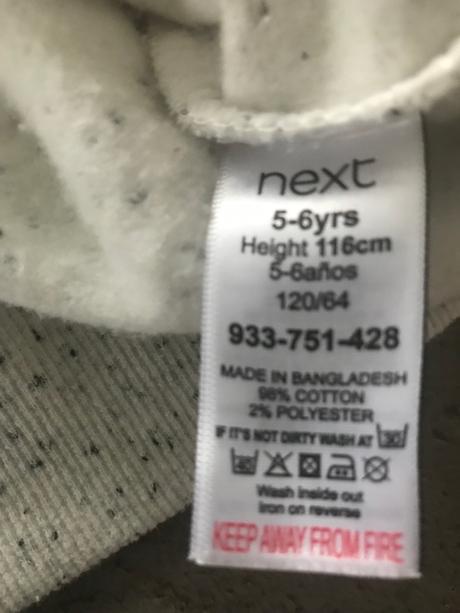 next
5-6yrs
Height 116cm
5-6años
120/64
933-751-428
MADE IN BANGLADESH
98% COTTON
2% POLYESTER
IF IT'S NOT DIRTY WASH AT 30
40
Wash inside out
iron on reverse
KEEP AWAY FROM FIRE